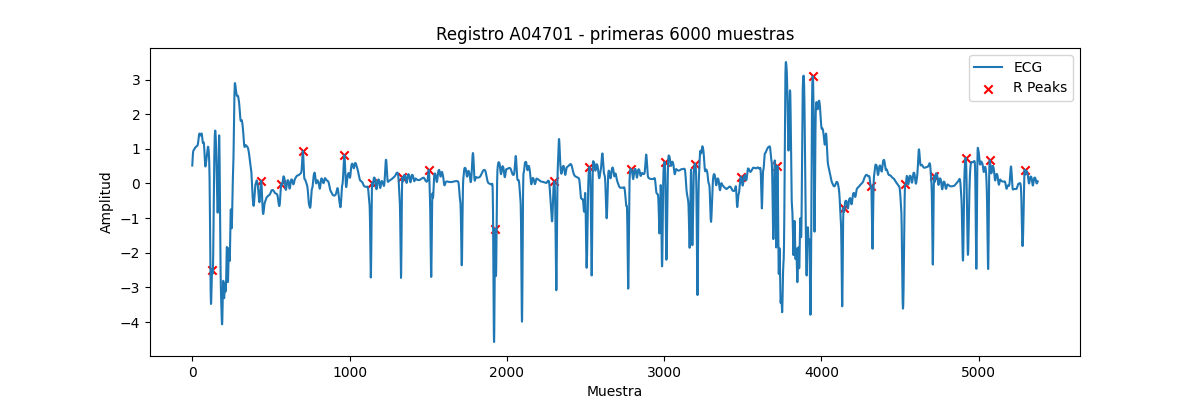 Registro A04701 - primeras 6000 muestras
ECG
R Peaks
Amplitud
3
2
1
0
−1
−2
−3
−4
0
1000
2000
3000
4000
5000
Muestra